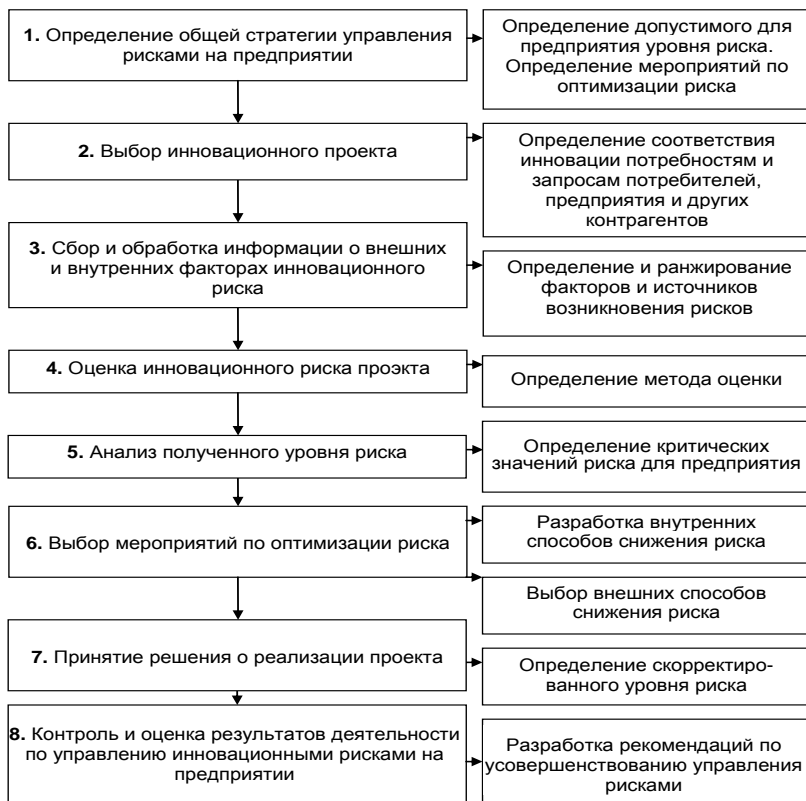 1. Определение общей стратегии управления
рисками на предприятии
Определение допустимого для
предприятия уровня риска.
Определение мероприятий по
оптимизации риска
2. Выбор инновационного проекта
Определение соответствия
инновации потребностям и
запросам потребителей,
предприятия и других
контрагентов
3. Сбор и обработка информации о внешних
и внутренних факторах инновационного
риска
Определение и ранжирование
факторов и источников
возникновения рисков
4. Оценка инновационного риска проэкта
Определение метода оценки
5. Анализ полученного уровня риска
Определение критических
значений риска для предприятия
6. Выбор мероприятий по оптимизации риска
Разработка внутренних
способов снижения риска
Выбор внешних способов
снижения риска
7. Принятие решения о реализации проекта
Определение скорректиро-
ванного уровня риска
8. Контроль и оценка результатов деятельности
по управлению инновационными рисками на
предприятии
Разработка рекомендаций по
усовершенствованию управления
рисками